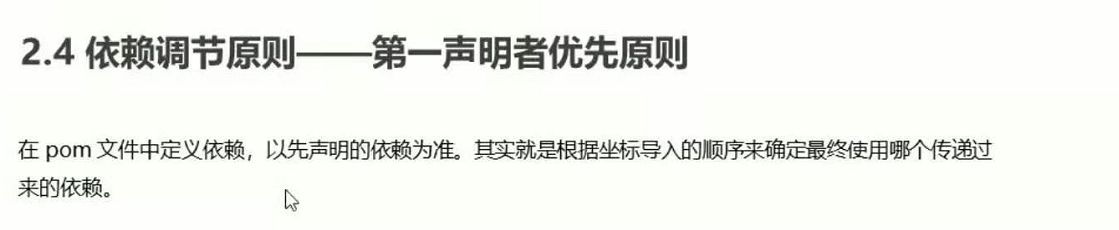 2.4 依赖调节原则——第一声明者优先原则
在 pom 文件中定义依赖，以先声明的依赖为准。其实就是根据坐标导入的顺序来确定最终使用哪个传递过
来的依赖。